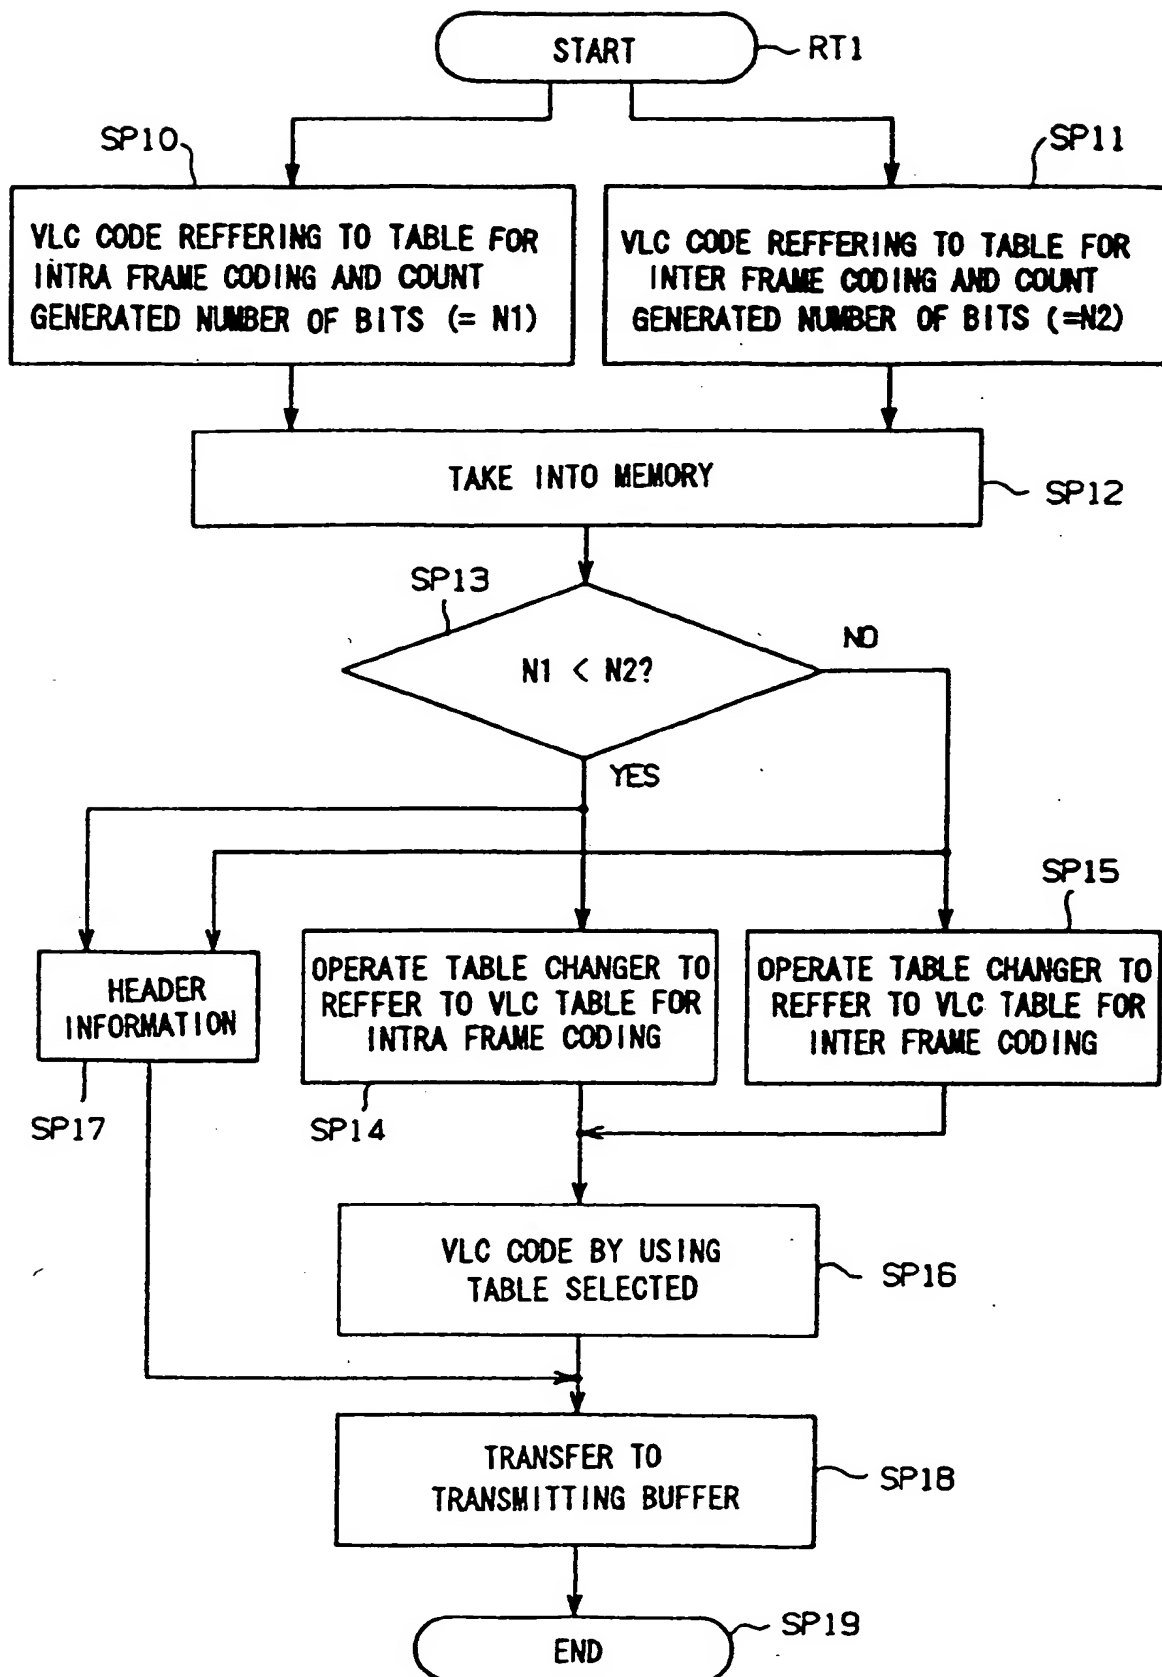 START
RT1
SP10
SP11
VLC CODE REFFERING TO TABLE FOR
INTRA FRAME CODING AND COUNT
GENERATED NUMBER OF BITS (= N1)
VLC CODE REFFERING TO TABLE FOR
INTER FRAME CODING AND COUNT
GENERATED NUMBER OF BITS (=N2)
TAKE INTO MEMORY
SP12
SP13
N1 < N2?
NO
YES
SP15
HEADER
INFORMATION
OPERATE TABLE CHANGER TO
REFFER TO VLC TABLE FOR
INTRA FRAME CODING
OPERATE TABLE CHANGER TO
REFFER TO VLC TABLE FOR
INTER FRAME CODING
SP17
SP14
VLC CODE BY USING
TABLE SELECTED
SP16
TRANSFER TO
TRANSMITTING BUFFER
SP18
END
SP19